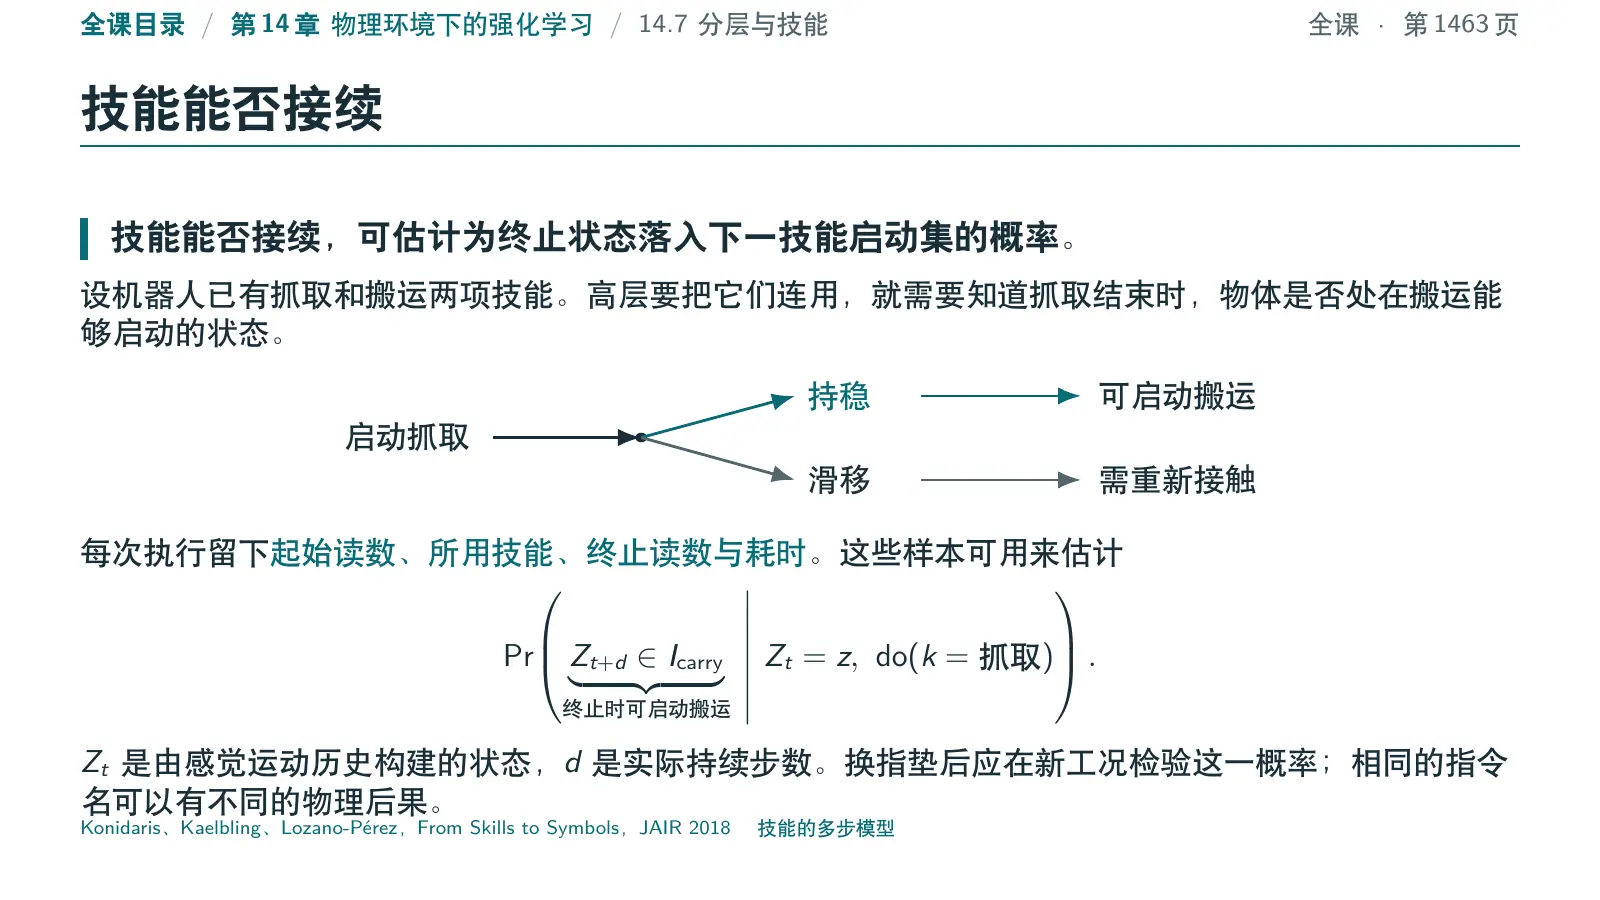 全课目录 / 第 14 章 物理环境下的强化学习 / 14.7 分层与技能
全课 · 第 1463 页
技能能否接续
技能能否接续，可估计为终止状态落入下一技能启动集的概率。
设机器人已有抓取和搬运两项技能。高层要把它们连用，就需要知道抓取结束时，物体是否处在搬运能
够启动的状态。
持稳 可启动搬运
启动抓取
滑移 需重新接触
每次执行留下起始读数、所用技能、终止读数与耗时。这些样本可用来估计
Pr( Z_{t+d} ∈ I_{carry} | Z_t = z, do(k = 抓取) ).
终止时可启动搬运
Z_t 是由感觉运动历史构建的状态，d 是实际持续步数。换指垫后应在新工况检验这一概率；相同的指令
名可以有不同的物理后果。
Konidaris、Kaelbling、Lozano-Pérez，From Skills to Symbols，JAIR 2018 技能的多步模型